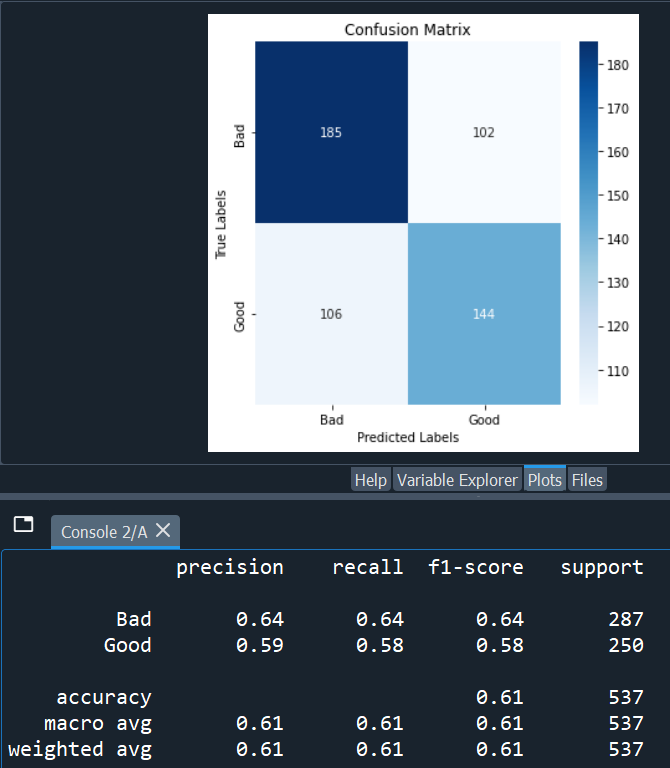 Confusion Matrix
True Labels
Bad
185
102
Good
106
144
Bad
Good
Predicted Labels
180
170
160
150
140
130
120
110
Help Variable Explorer Plots Files
Console 2/A
precision recall f1-score support
Bad 0.64 0.64 0.64 287
Good 0.59 0.58 0.58 250
accuracy 0.61 537
macro avg 0.61 0.61 0.61 537
weighted avg 0.61 0.61 0.61 537